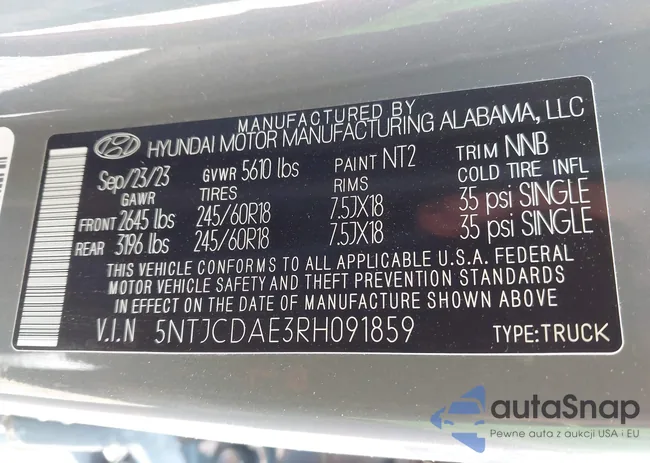 MANUFACTURED BY
HYUNDAI MOTOR MANUFACTURING ALABAMA, LLC
Sep/23/23 GVWR 5610 lbs PAINT NT2 TRIM NNB
GAWR TIRES RIMS COLD TIRE INFL
FRONT 2645 lbs 245/60R18 7.5JX18 35 psi SINGLE
REAR 3196 lbs 245/60R18 7.5JX18 35 psi SINGLE
THIS VEHICLE CONFORMS TO ALL APPLICABLE U.S.A. FEDERAL
MOTOR VEHICLE SAFETY AND THEFT PREVENTION STANDARDS
IN EFFECT ON THE DATE OF MANUFACTURE SHOWN ABOVE
V.I.N 5NTJCDAE3RH091859 TYPE:TRUCK
autaSnap
Pewne auta z aukcji USA i EU